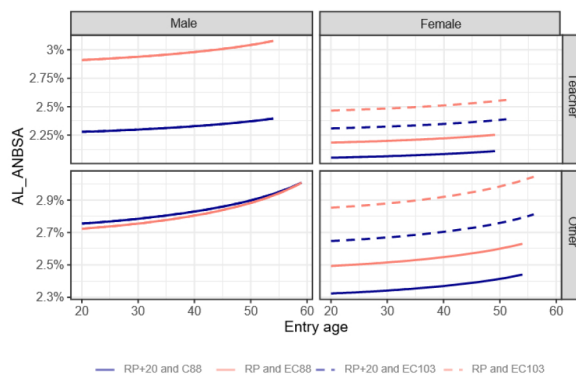 Male
Female
3%
2.75%
2.5%
2.25%
Teacher
AL_ANBSA
2.9%
2.7%
2.5%
2.3%
Other
20 30 40 50 60 20 30 40 50 60
Entry age
RP+20 and C88 RP and EC88 RP+20 and EC103 RP and EC103